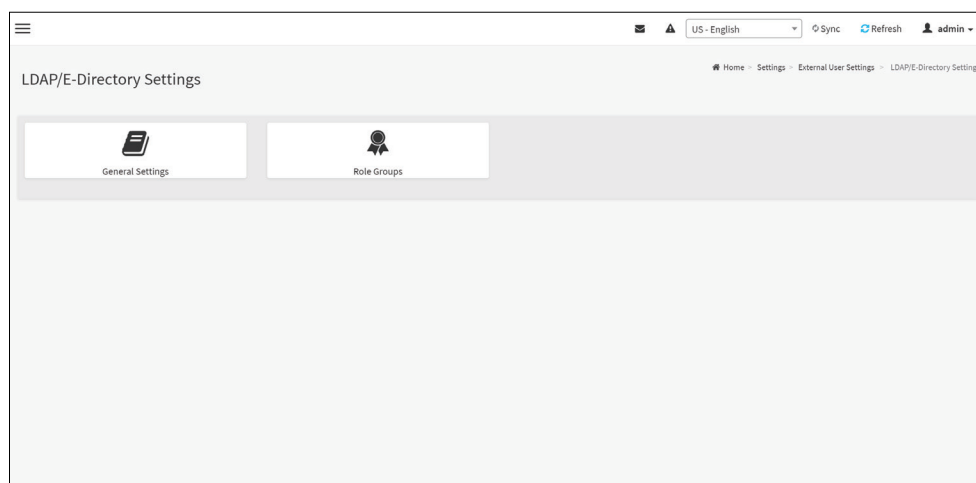 US - English Sync Refresh admin
LDAP/E-Directory Settings
Home > Settings > External User Settings > LDAP/E-Directory Setting
General Settings
Role Groups